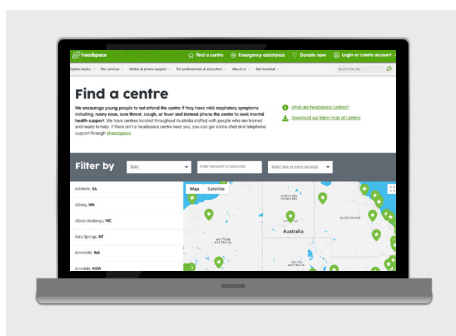 headspace
Find a centre
Emergency assistance
Donate now
Login or create account
Explore topics
Our services
Online & phone support
For professionals & educators
About us
Get involved
Search the site...
Find a centre
We encourage young people to not attend the centre if they have mild respiratory symptoms
including, runny nose, sore throat, cough, or fever and instead phone the centre to seek mental
health support. We have centres located throughout Australia staffed with people who are trained
and ready to help. If there isn't a headspace centre near you, you can get online chat and telephone
support through eheadspace.
What are headspace Centres?
Download our latest map of Centres
Filter by
State
Enter keyword or postcode
Select one or more services
Adelaide, SA
Albany, WA
Albury Wodonga, VIC
Alice Springs, NT
Armadale, WA
Armidale, NSW
Map
Satellite
NORTHERN
TERRITORY
QUEENSLAND
Australia
WESTERN
AUSTRALIA